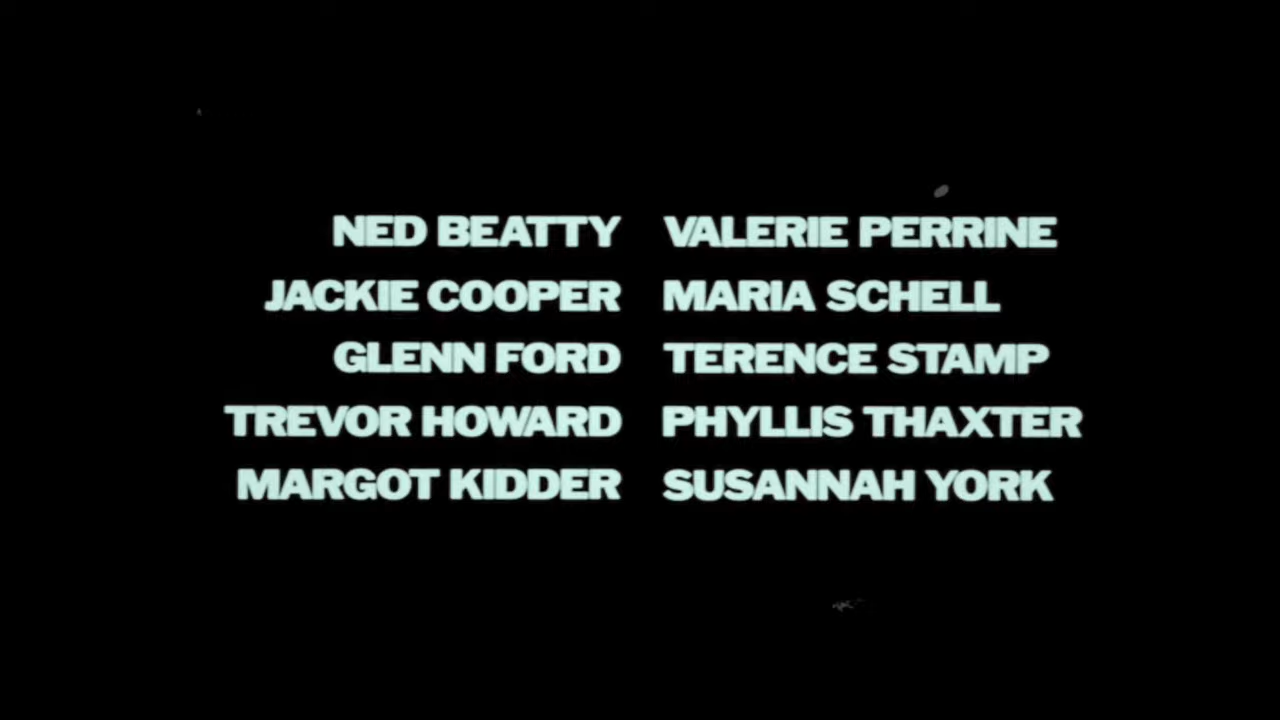 NED BEATTY VALERIE PERRINE
JACKIE COOPER MARIA SCHELL
GLENN FORD TERENCE STAMP
TREVOR HOWARD PHYLLIS THAXTER
MARGOT KIDDER SUSANNAH YORK